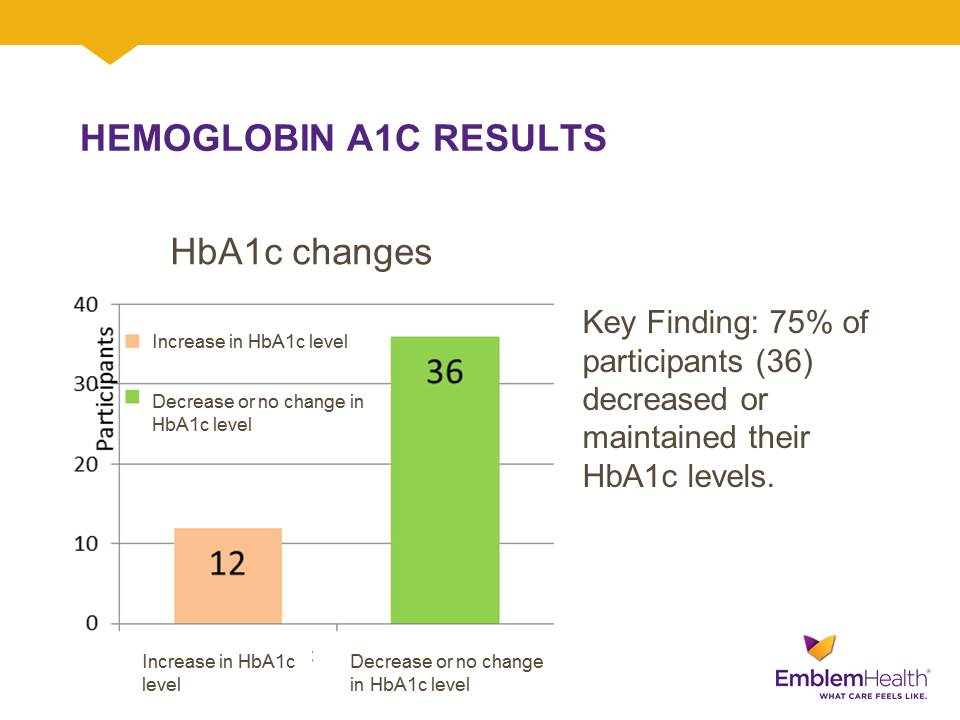 HEMOGLOBIN A1C RESULTS
HbA1c changes
40
30
20
10
0
Participants
Increase in HbA1c level
Decrease or no change in
HbA1c level
12
36
Increase in HbA1c
level
Decrease or no change
in HbA1c level
Key Finding: 75% of
participants (36)
decreased or
maintained their
HbA1c levels.
EmblemHealth®
WHAT CARE FEELS LIKE.